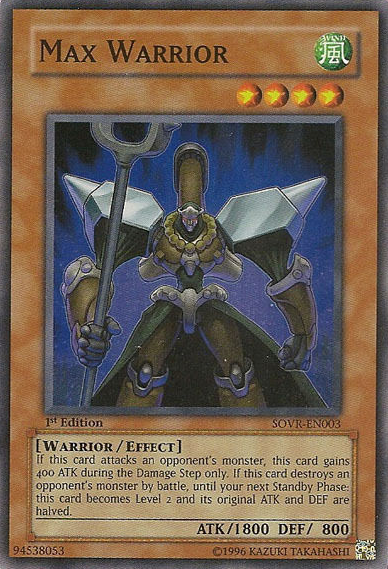 MAX WARRIOR
WIND
風
1st Edition
SOVR-EN003
[WARRIOR/EFFECT]
If this card attacks an opponent's monster, this card gains
400 ATK during the Damage Step only. If this card destroys an
opponent's monster by battle, until your next Standby Phase:
this card becomes Level 2 and its original ATK and DEF are
halved.
ATK/1800 DEF/ 800
94538053
©1996 KAZUKI TAKAHASHI